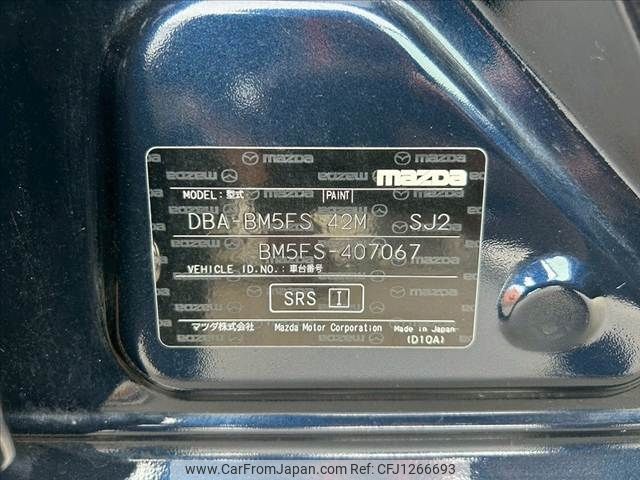 mazda
MODEL:型式 PAINT
DBA-BM5FS 42M SJ2
BM5FS-407067
VEHICLE ID.NO.:車台番号
SRS I
マツダ株式会社 Mazda Motor Corporation Made in Japan
(D10A)
www.CarFromJapan.com | Ref. No: CFJ1266693